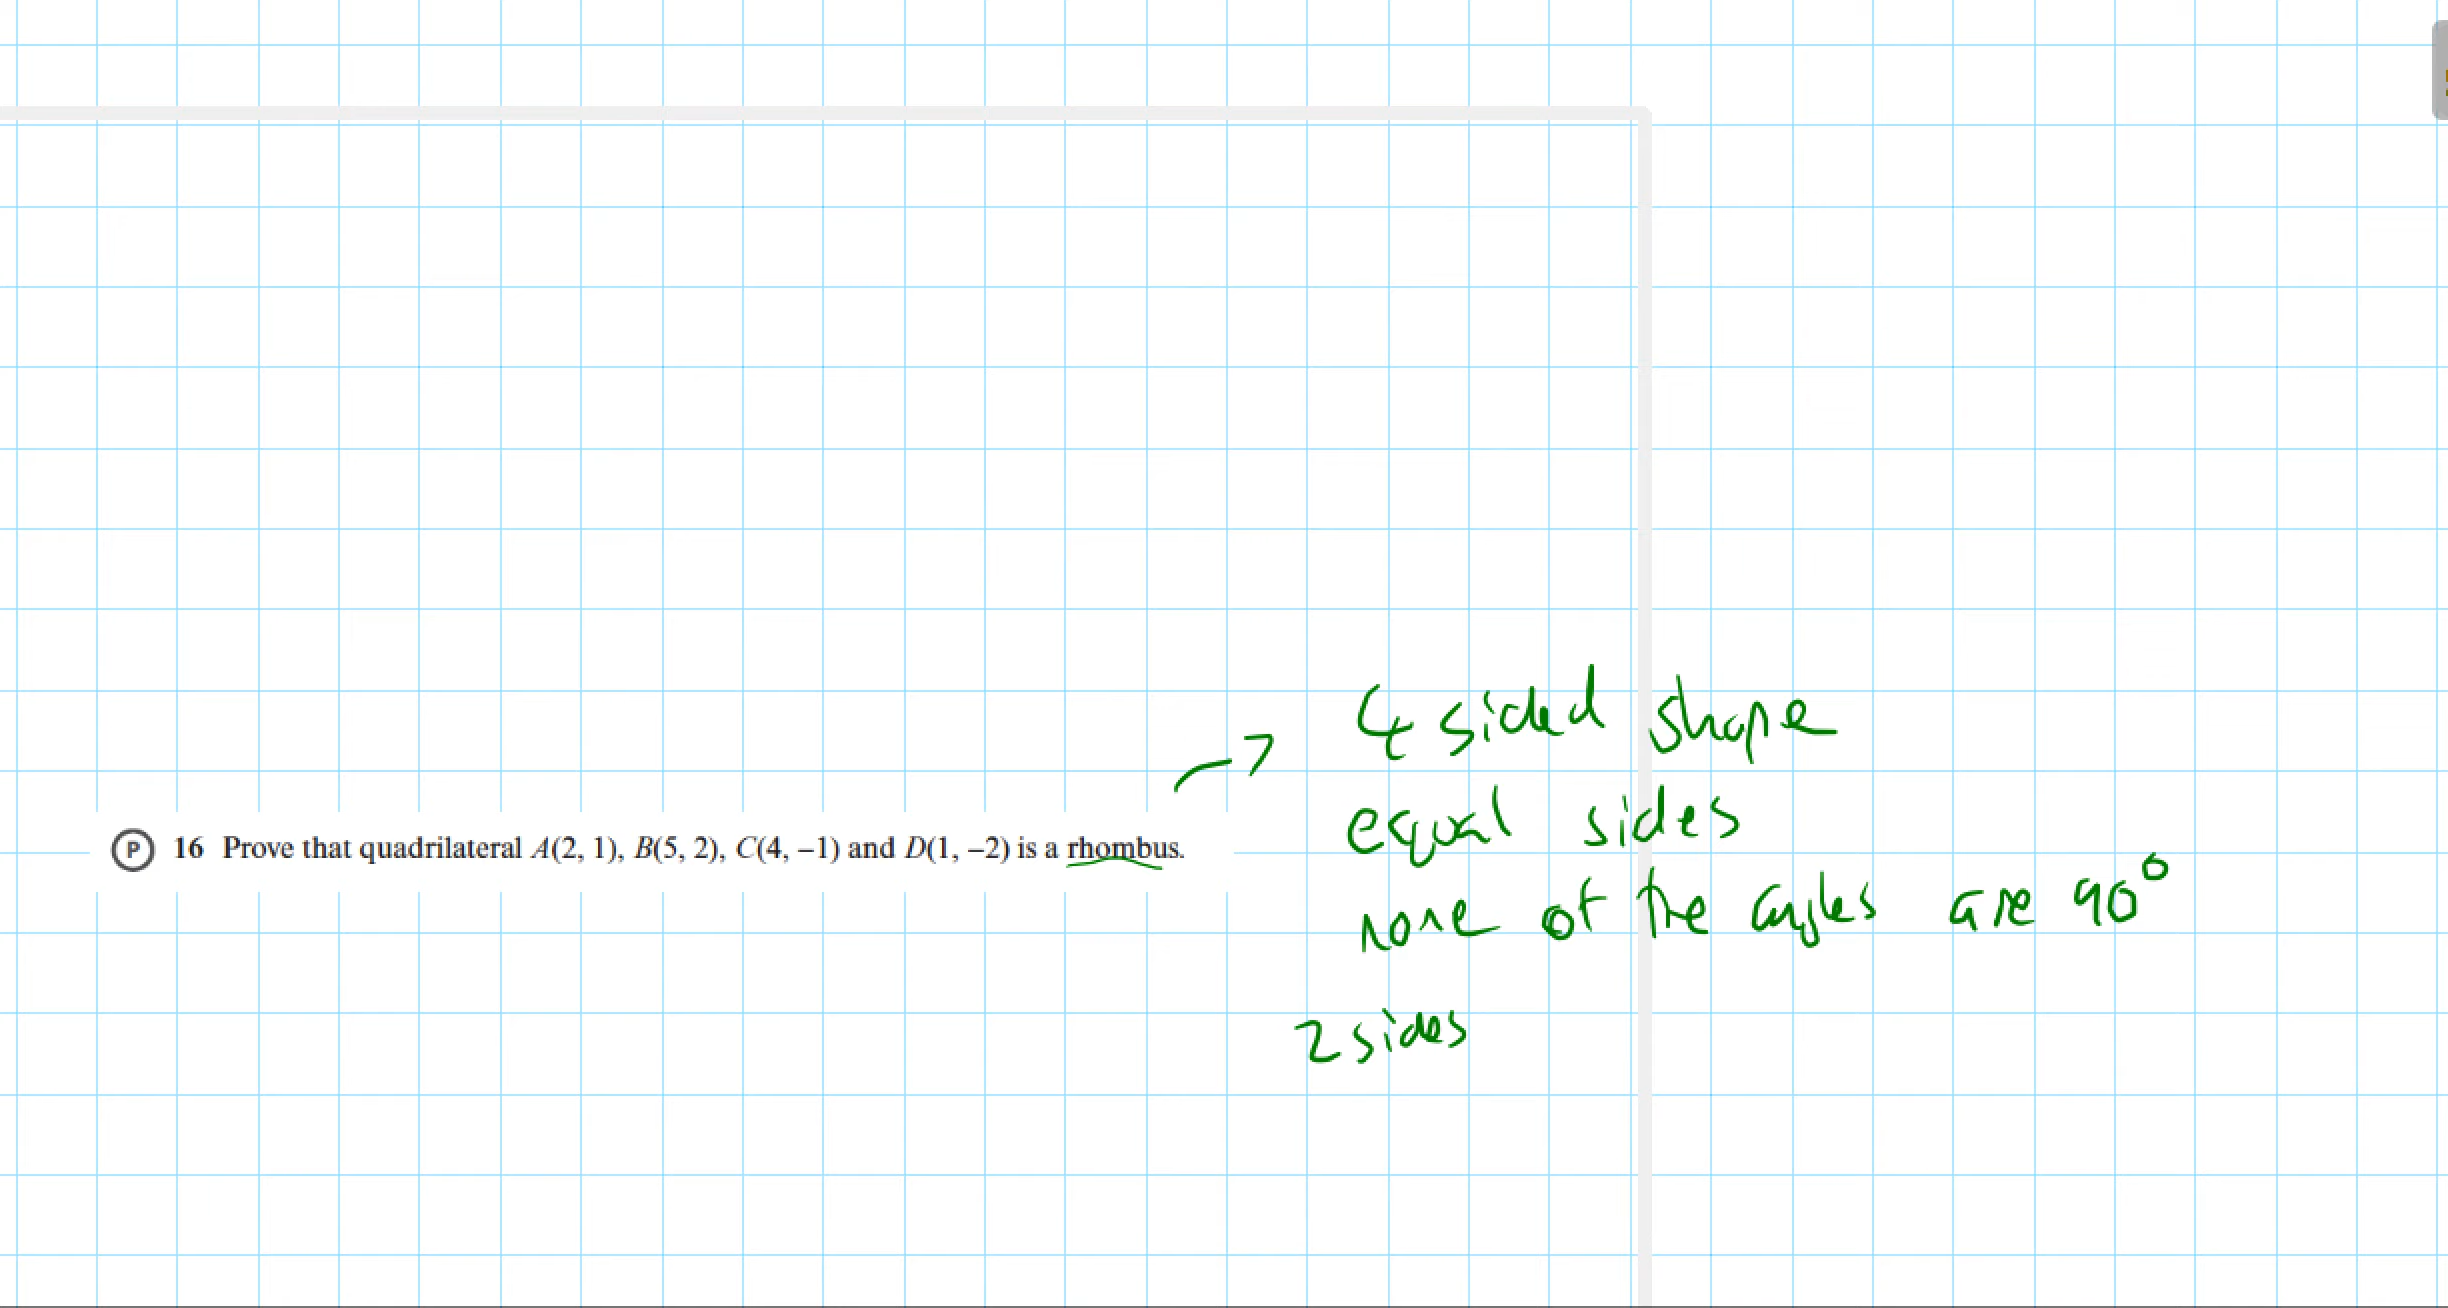 4 sided shape
equal sides
P 16 Prove that quadrilateral A(2, 1), B(5, 2), C(4, −1) and D(1, −2) is a rhombus.
none of the angles are 90°
2 sides